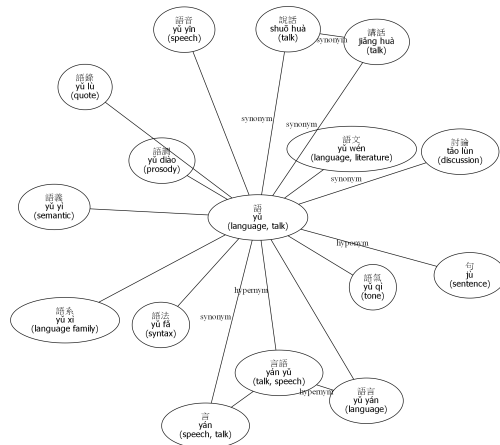 語音
yǔ yīn
(speech)
說話
shuō huà
(talk)
synonym
講話
jiǎng huà
(talk)
語錄
yǔ lù
(quote)
synonym
synonym
語調
yǔ diào
(prosody)
語文
yǔ wén
(language, literature)
討論
tǎo lùn
(discussion)
synonym
語義
yǔ yì
(semantic)
語
yǔ
(language, talk)
hyponym
句
jù
(sentence)
語氣
yǔ qì
(tone)
hypernym
語系
yǔ xì
(language family)
語法
yǔ fǎ
(syntax)
synonym
言語
yán yǔ
(talk, speech)
hypernym
語言
yǔ yán
(language)
言
yán
(speech, talk)